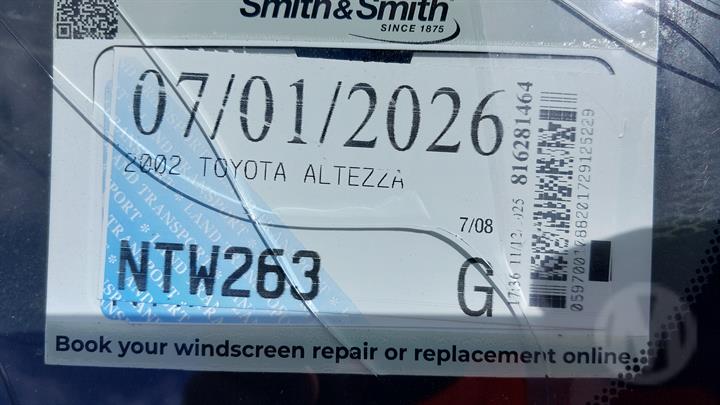 Smith&Smith
SINCE 1875
07/01/2026
2002 TOYOTA ALTEZZA
7/08
NTW263
G
816281464
Book your windscreen repair or replacement online.